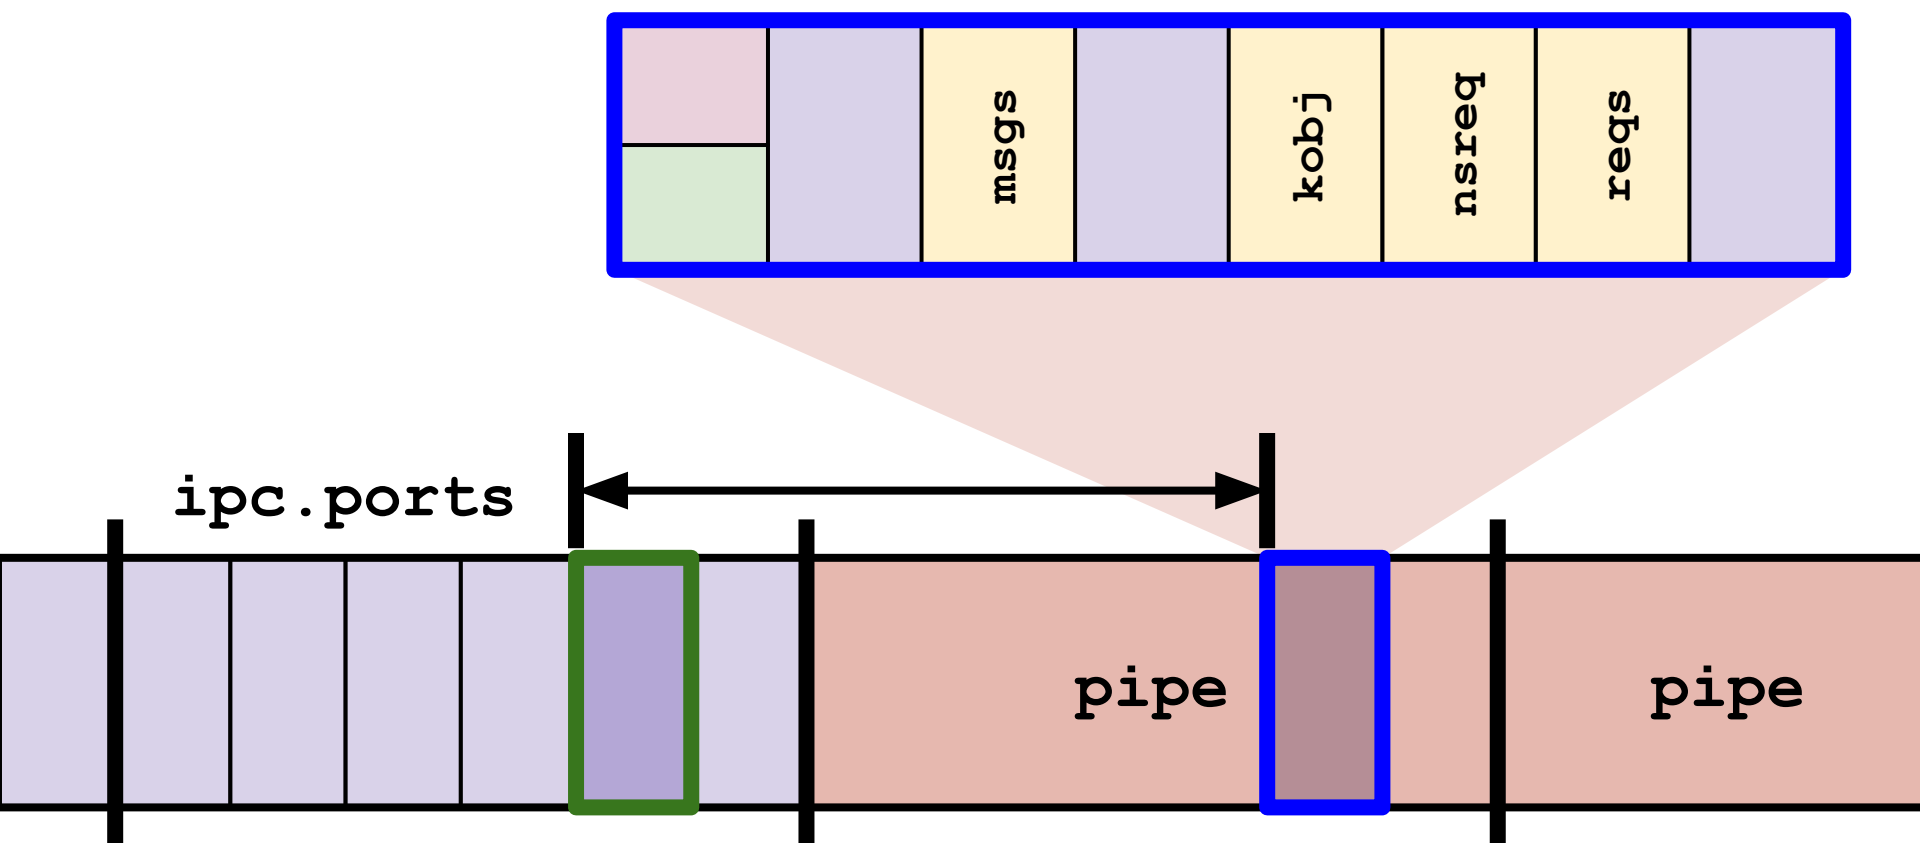 msgs
kobj
nsreq
reqs
ipc.ports
pipe
pipe